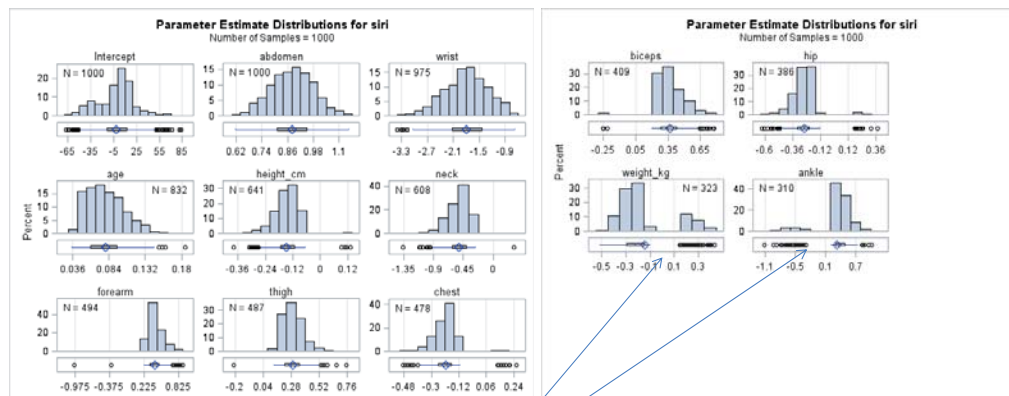 Parameter Estimate Distributions for siri
Number of Samples = 1000
Intercept abdomen wrist
N = 1000 N = 1000 N = 975
20 15 15
10 10 10
5 5
0 0 0
-65 -35 -5 25 55 85 0.62 0.74 0.86 0.98 1.1 -3.3 -2.7 -2.1 -1.5 -0.9
age height_cm neck
N = 832 N = 641 N = 608
15 30 40
10 20
5 10 20
0 0 0
0.036 0.084 0.132 0.18 -0.36 -0.24 -0.12 0 0.12 -1.35 -0.9 -0.45 0
Percent
forearm thigh chest
N = 494 N = 487 N = 478
40 30 40
20 20
20 10
0 0 0
-0.975 -0.375 0.225 0.825 -0.2 0.04 0.28 0.52 0.76 -0.48 -0.3 -0.12 0.06 0.24
Parameter Estimate Distributions for siri
Number of Samples = 1000
biceps hip
N = 409 N = 386
30 30
20 20
10 10
0 0
-0.25 0.05 0.35 0.65 -0.6 -0.36 -0.12 0.12 0.36
Percent
weight_kg ankle
N = 323 N = 310
30 40
20
10 20
0 0
-0.5 -0.3 -0.1 0.1 0.3 -1.1 -0.5 0.1 0.7